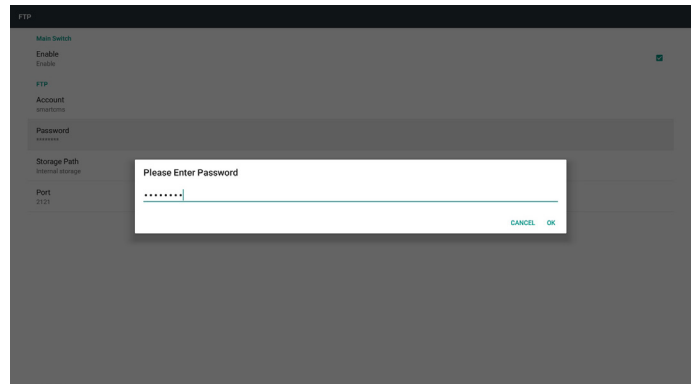 FTP
Main Switch
Enable
Enable
FTP
Account
smartcms
Password
********
Storage Path
Internal storage
Please Enter Password
••••••••
Port
2121
CANCEL OK